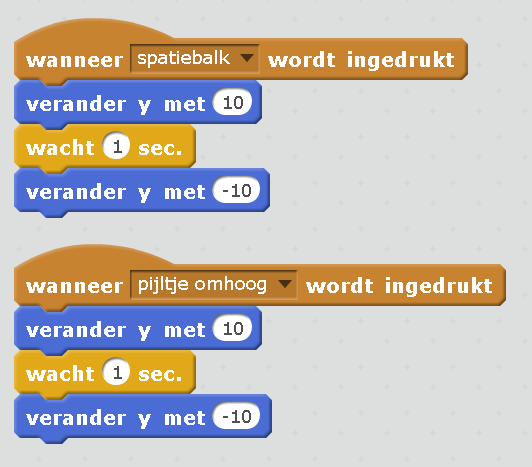 wanneer spatiebalk wordt ingedrukt
verander y met 10
wacht 1 sec.
verander y met -10
wanneer pijltje omhoog wordt ingedrukt
verander y met 10
wacht 1 sec.
verander y met -10